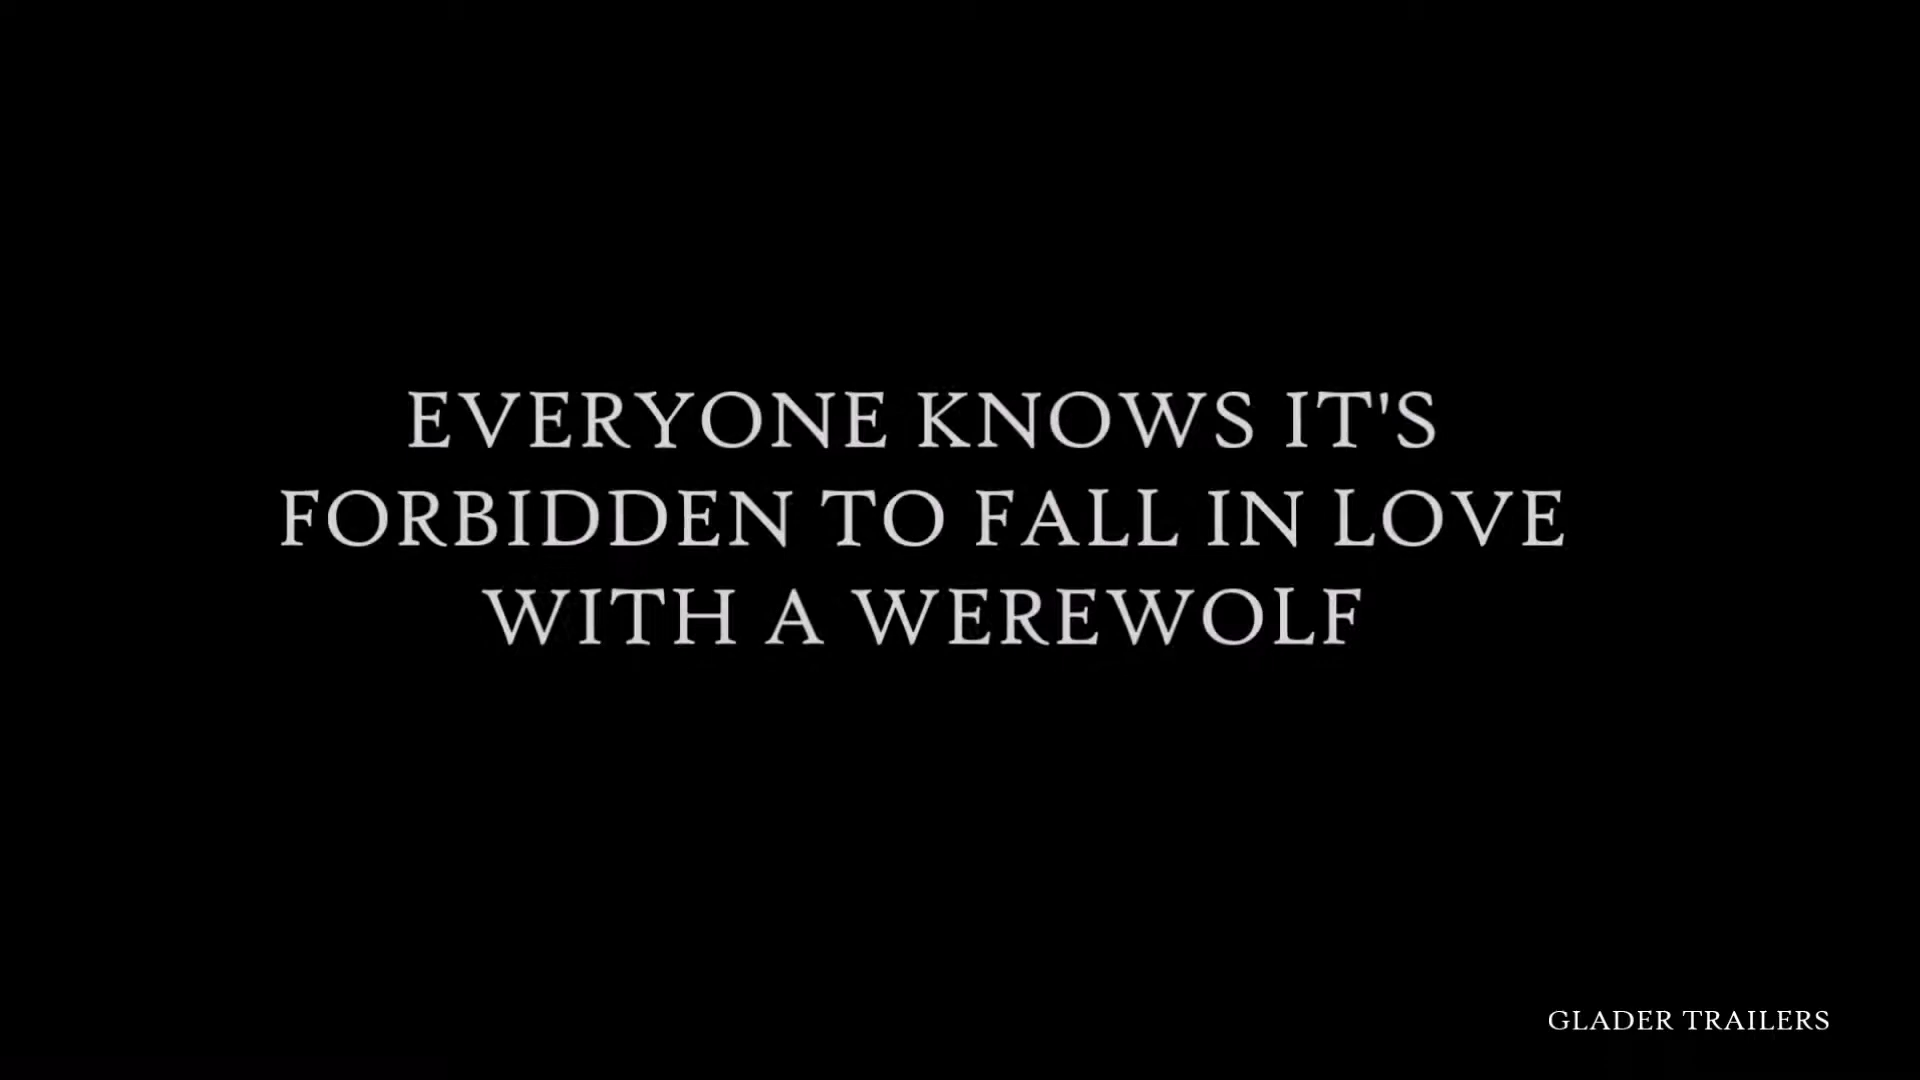 EVERYONE KNOWS IT'S
FORBIDDEN TO FALL IN LOVE
WITH A WEREWOLF
GLADER TRAILERS